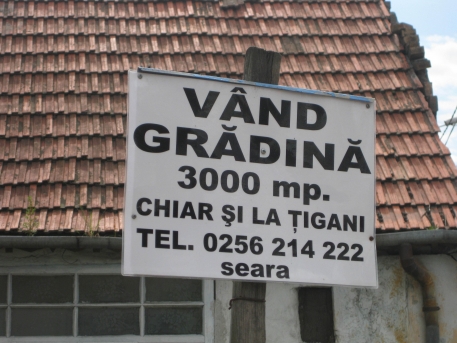 VÂND
GRĂDINĂ
3000 mp.
CHIAR ŞI LA ŢIGANI
TEL. 0256 214 222
seara